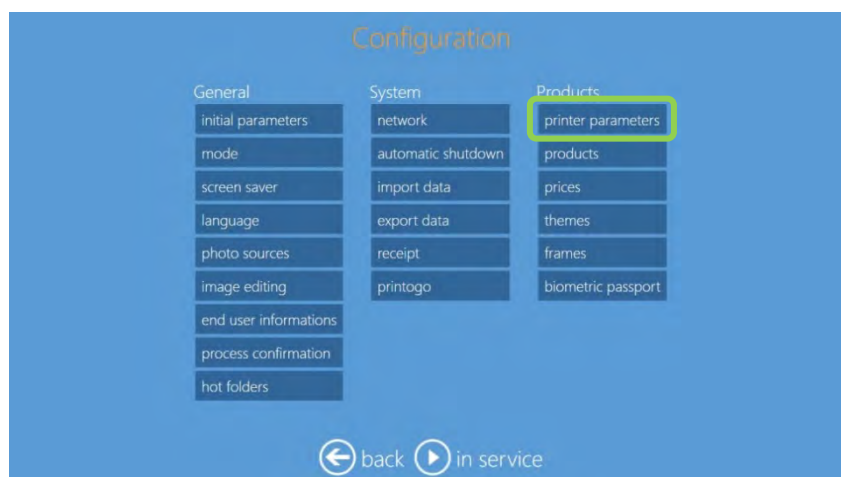 Configuration
General
initial parameters
mode
screen saver
language
photo sources
image editing
end user informations
process confirmation
hot folders
System
network
automatic shutdown
import data
export data
receipt
printogo
Products
printer parameters
products
prices
themes
frames
biometric passport
back in service